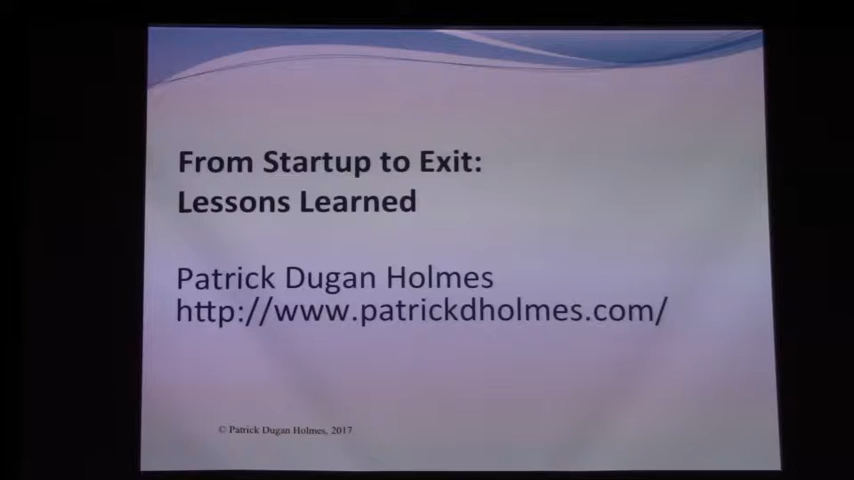 From Startup to Exit:
Lessons Learned
Patrick Dugan Holmes
http://www.patrickdholmes.com/
© Patrick Dugan Holmes, 2017